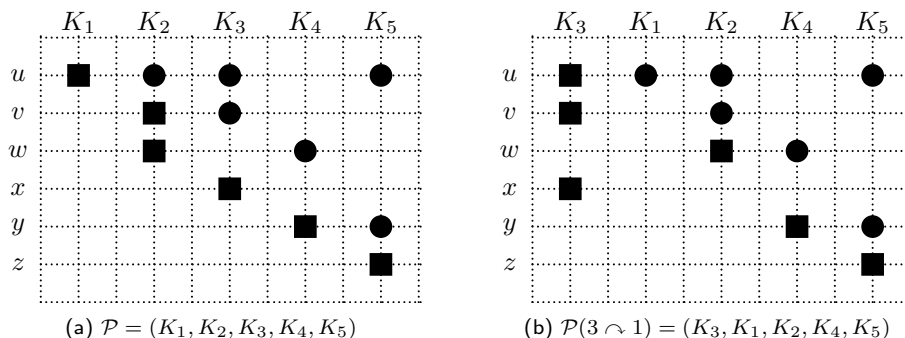 K₁ K₂ K₃ K₄ K₅
u
v
w
x
y
z
(a) 𝒫 = (K₁, K₂, K₃, K₄, K₅)
K₃ K₁ K₂ K₄ K₅
u
v
w
x
y
z
(b) 𝒫(3 ↷ 1) = (K₃, K₁, K₂, K₄, K₅)